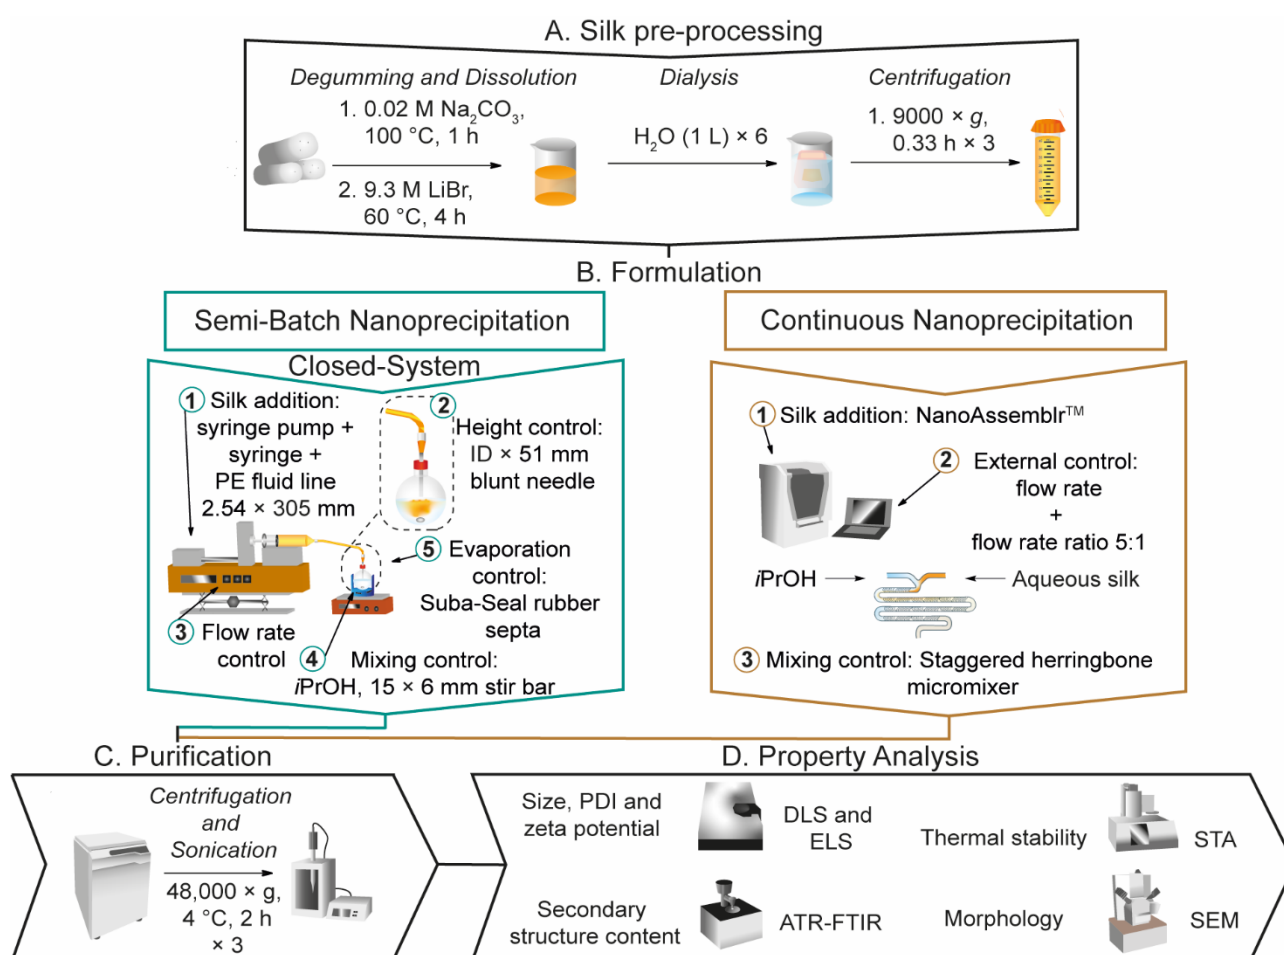 A. Silk pre-processing
Degumming and Dissolution
1. 0.02 M Na₂CO₃,
100 °C, 1 h
2. 9.3 M LiBr,
60 °C, 4 h
Dialysis
H₂O (1 L) × 6
Centrifugation
1. 9000 × g,
0.33 h × 3
B. Formulation
Semi-Batch Nanoprecipitation
Closed-System
1 Silk addition:
syringe pump +
syringe +
PE fluid line
2.54 × 305 mm
2
Height control:
ID × 51 mm
blunt needle
5 Evaporation
control:
Suba-Seal rubber
septa
3 Flow rate
control
4 Mixing control:
iPrOH, 15 × 6 mm stir bar
Continuous Nanoprecipitation
1 Silk addition: NanoAssemblr™
2 External control:
flow rate
+
flow rate ratio 5:1
iPrOH
Aqueous silk
3 Mixing control: Staggered herringbone
micromixer
C. Purification
Centrifugation
and
Sonication
48,000 × g,
4 °C, 2 h
× 3
D. Property Analysis
Size, PDI and
zeta potential
DLS and
ELS
Thermal stability
STA
Secondary
structure content
ATR-FTIR
Morphology
SEM